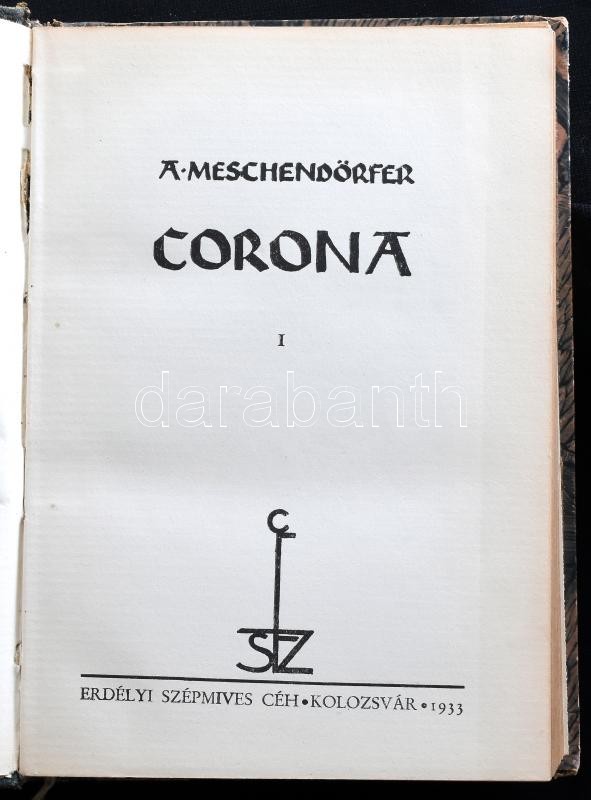 A·MESCHENDÖRFER
CORONA
I
darabanth
C
SZ
ERDÉLYI SZÉPMIVES CÉH•KOLOZSVÁR•1933